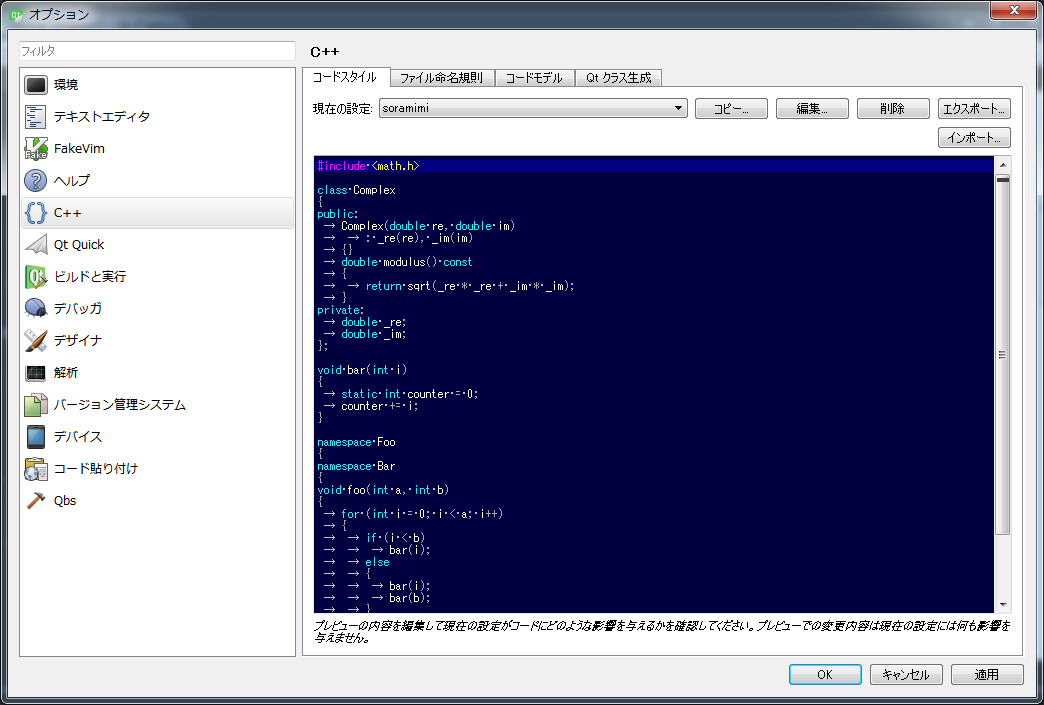 オプション
フィルタ
環境
テキストエディタ
FakeVim
ヘルプ
C++
Qt Quick
ビルドと実行
デバッガ
デザイナ
解析
バージョン管理システム
デバイス
コード貼り付け
Qbs
C++
コードスタイル ファイル命名規則 コードモデル Qt クラス生成
現在の設定: soramimi コピー... 編集... 削除 エクスポート...
インポート...
#include·<math.h>
class·Complex
{
public:
→ Complex(double·re,·double·im)
→ → :·_re(re),·_im(im)
→ {}
→ double·modulus()·const
→ {
→ → return·sqrt(_re·*·_re·+·_im·*·_im);
→ }
private:
→ double·_re;
→ double·_im;
};
void·bar(int·i)
{
→ static·int·counter·=·0;
→ counter·+=·i;
}
namespace·Foo
{
namespace·Bar
{
void·foo(int·a,·int·b)
{
→ for·(int·i·=·0;·i·<·a;·i++)
→ {
→ → if·(i·<·b)
→ → → bar(i);
→ → else
→ → {
→ → → bar(i);
→ → → bar(b);
→ → }
プレビューの内容を編集して現在の設定がコードにどのような影響を与えるかを確認してください。プレビューでの変更内容は現在の設定には何も影響を
与えません。
OK キャンセル 適用